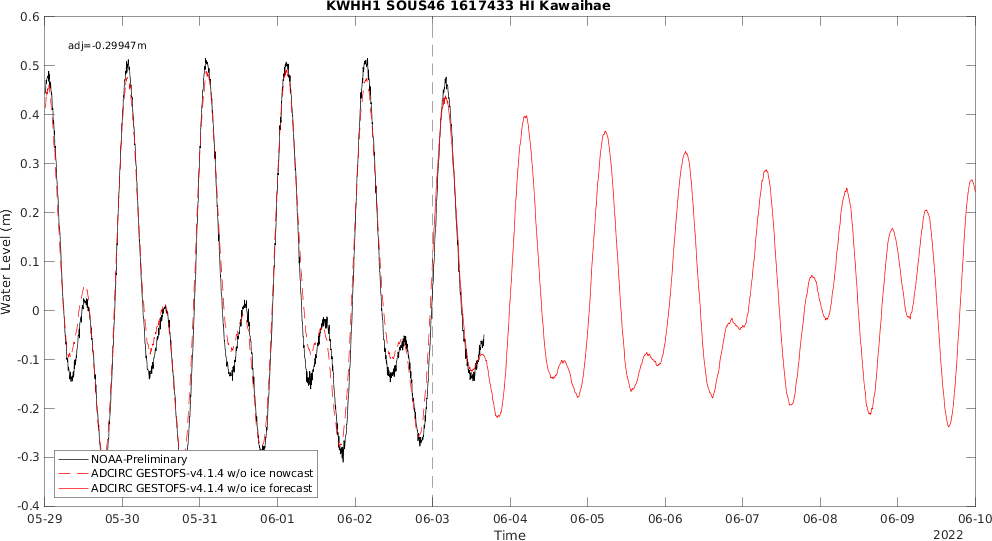 KWHH1 SOUS46 1617433 HI Kawaihae
adj=-0.29947m
Water Level (m)
0.6
0.5
0.4
0.3
0.2
0.1
0
-0.1
-0.2
-0.3
-0.4
NOAA-Preliminary
ADCIRC GESTOFS-v4.1.4 w/o ice nowcast
ADCIRC GESTOFS-v4.1.4 w/o ice forecast
05-29 05-30 05-31 06-01 06-02 06-03 06-04 06-05 06-06 06-07 06-08 06-09 06-10
Time
2022